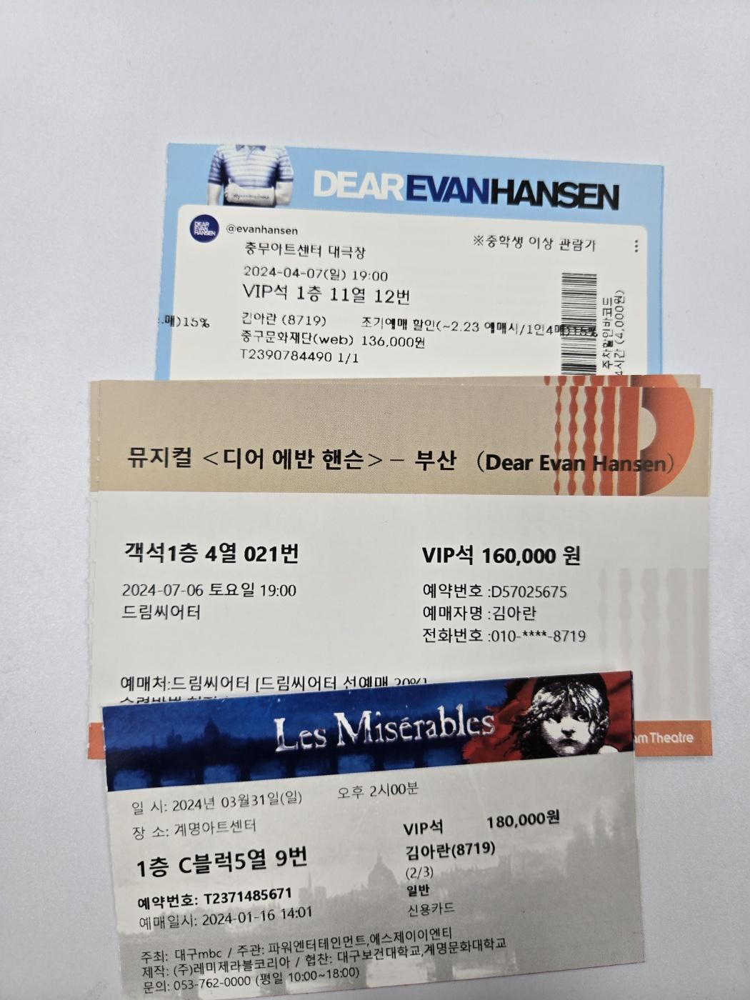 DEAR EVAN HANSEN
DEAR EVAN HANSEN
@evanhansen
※중학생 이상 관람가
충무아트센터 대극장
2024-04-07(일) 19:00
VIP석 1층 11열 12번
매)15%
김아란 (8719)
조기예매 할인(~2.23 예매시/1인4매)15%
중구문화재단(web) 136,000원
T2390784490 1/1
주차할인바코드
4시간 (4,000원)
뮤지컬 <디어 에반 핸슨> - 부산 (Dear Evan Hansen)
객석1층 4열 021번
VIP석 160,000 원
2024-07-06 토요일 19:00
예약번호 :D57025675
드림씨어터
예매자명 :김아란
전화번호 :010-****-8719
예매처:드림씨어터 [드림씨어터 선예매 20%]
am Theatre
Les Misérables
일 시: 2024년 03월31일(일) 오후 2시00분
장 소: 계명아트센터
VIP석 180,000원
1층 C블럭5열 9번
김아란(8719)
(2/3)
예약번호: T2371485671
일반
예매일시: 2024-01-16 14:01
신용카드
주최: 대구mbc / 주관: 파워엔터테인먼트,에스제이이엔티
제작: (주)레미제라블코리아 / 협찬: 대구보건대학교,계명문화대학교
문의: 053-762-0000 (평일 10:00~18:00)